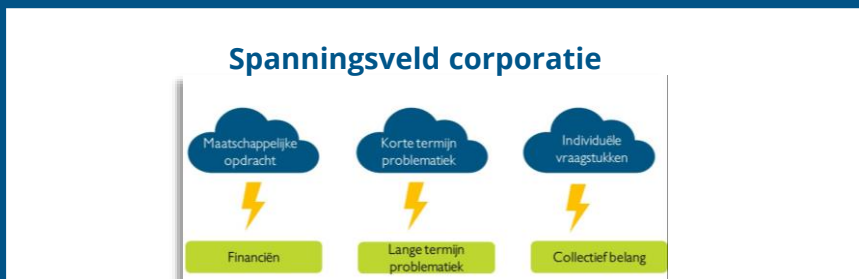 Spanningsveld corporatie
Maatschappelijke
opdracht
Korte termijn
problematiek
Individuële
vraagstukken
Financiën
Lange termijn
problematiek
Collectief belang